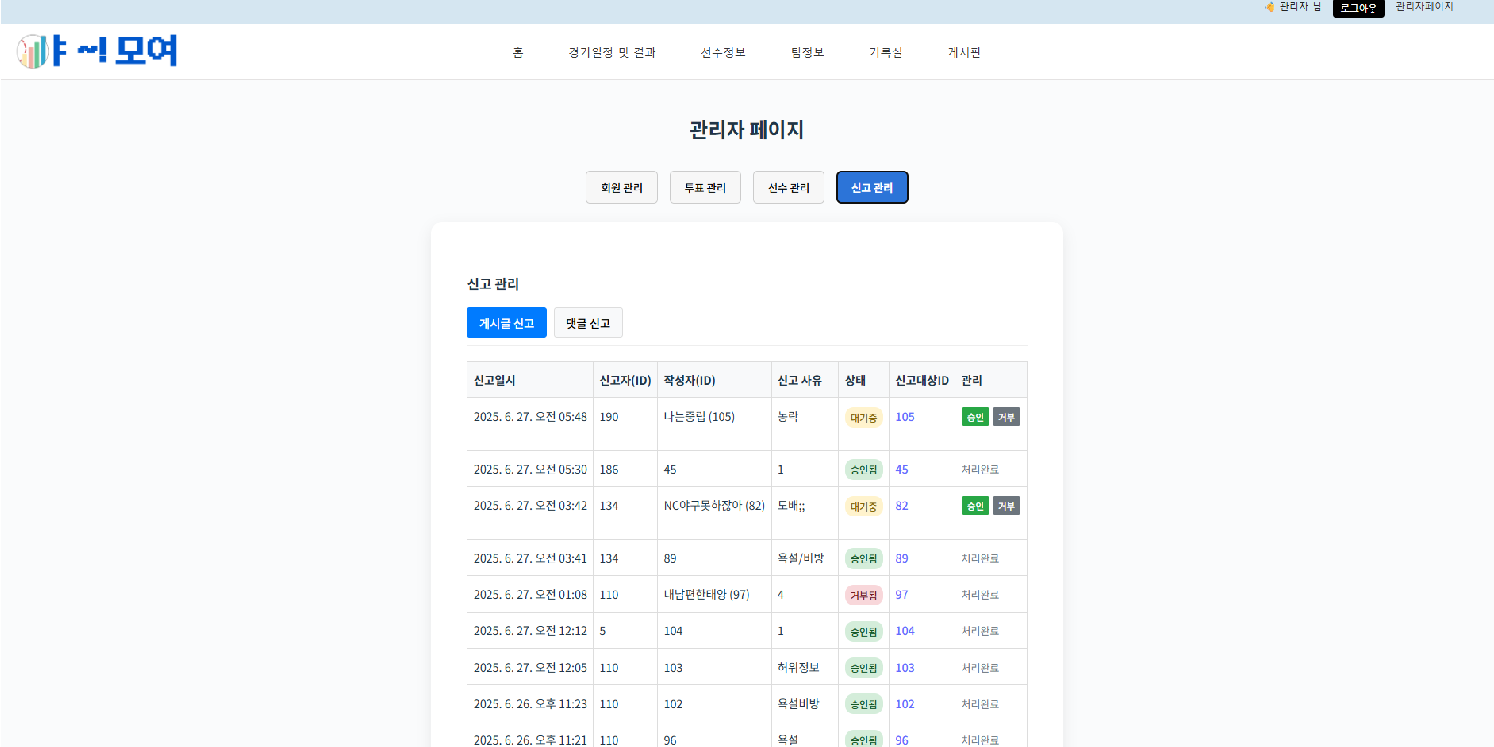 관리자 님 로그아웃 관리자페이지
야 ~! 모여
홈 경기일정 및 결과 선수정보 팀정보 기록실 게시판
관리자 페이지
회원 관리 투표 관리 선수 관리 신고 관리
신고 관리
게시글 신고 댓글 신고
신고일시 신고자(ID) 작성자(ID) 신고 사유 상태 신고대상ID 관리
2025. 6. 27. 오전 05:48 190 나는중립 (105) 농락 대기중 105 승인 거부
2025. 6. 27. 오전 05:30 186 45 1 승인됨 45 처리완료
2025. 6. 27. 오전 03:42 134 NC야구못하잖아 (82) 도배;; 대기중 82 승인 거부
2025. 6. 27. 오전 03:41 134 89 욕설/비방 승인됨 89 처리완료
2025. 6. 27. 오전 01:08 110 내남편한태양 (97) 4 거부됨 97 처리완료
2025. 6. 27. 오전 12:12 5 104 1 승인됨 104 처리완료
2025. 6. 27. 오전 12:05 110 103 허위정보 승인됨 103 처리완료
2025. 6. 26. 오후 11:23 110 102 욕설비방 승인됨 102 처리완료
2025. 6. 26. 오후 11:21 110 96 욕설 승인됨 96 처리완료